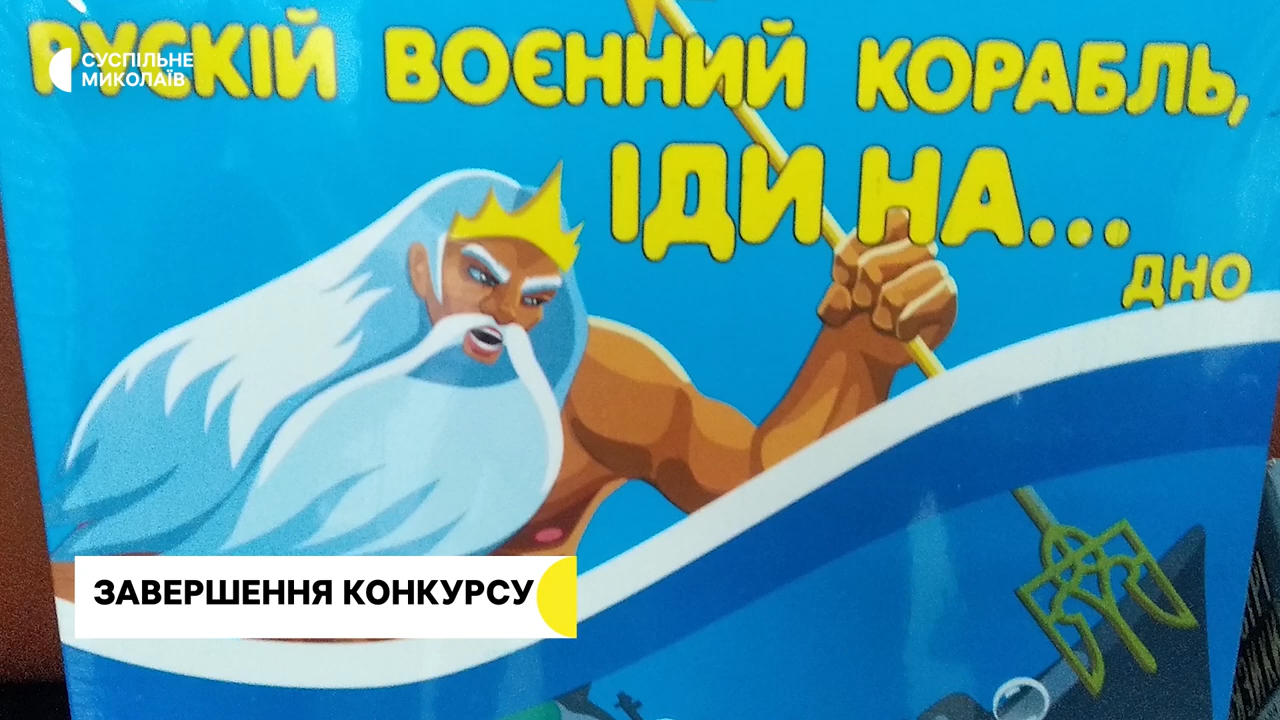 РУСКІЙ ВОЄННИЙ КОРАБЛЬ,
ІДИ НА...
ДНО
СУСПІЛЬНЕ
МИКОЛАЇВ
ЗАВЕРШЕННЯ КОНКУРСУ